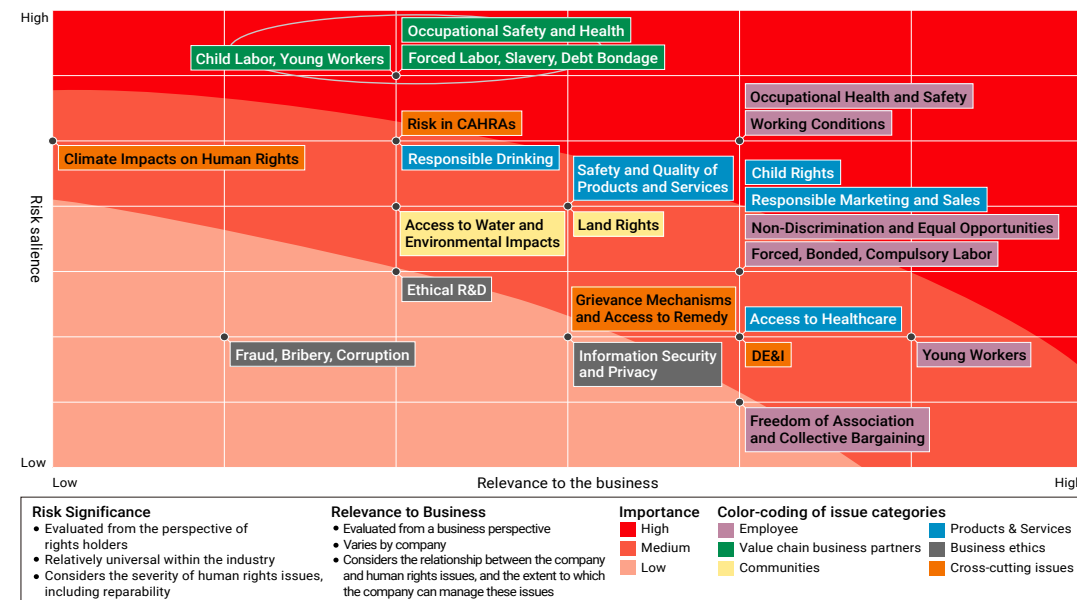 High
Occupational Safety and Health
Child Labor, Young Workers
Forced Labor, Slavery, Debt Bondage
Occupational Health and Safety
Risk in CAHRAs
Working Conditions
Climate Impacts on Human Rights
Responsible Drinking
Safety and Quality of
Products and Services
Child Rights
Responsible Marketing and Sales
Risk salience
Access to Water and
Environmental Impacts
Land Rights
Non-Discrimination and Equal Opportunities
Forced, Bonded, Compulsory Labor
Ethical R&D
Grievance Mechanisms
and Access to Remedy
Access to Healthcare
Fraud, Bribery, Corruption
Information Security
and Privacy
DE&I
Young Workers
Freedom of Association
and Collective Bargaining
Low
Low
Relevance to the business
High
Risk Significance
• Evaluated from the perspective of
rights holders
• Relatively universal within the industry
• Considers the severity of human rights issues,
including reparability
Relevance to Business
• Evaluated from a business perspective
• Varies by company
• Considers the relationship between the company
and human rights issues, and the extent to which
the company can manage these issues
Importance
High
Medium
Low
Color-coding of issue categories
Employee
Value chain business partners
Communities
Products & Services
Business ethics
Cross-cutting issues